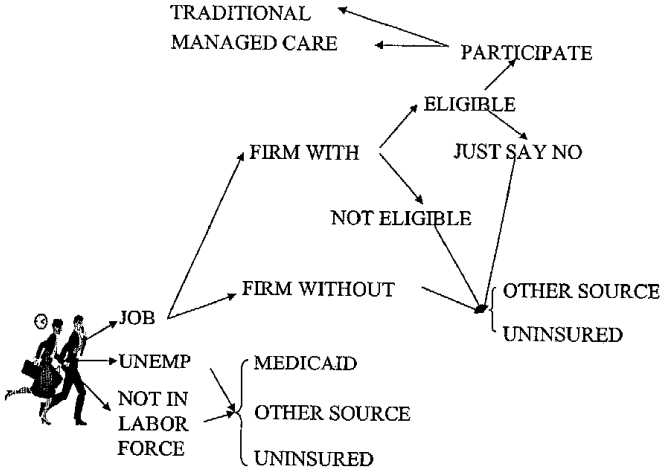 TRADITIONAL
MANAGED CARE
PARTICIPATE
ELIGIBLE
FIRM WITH
JUST SAY NO
NOT ELIGIBLE
FIRM WITHOUT
OTHER SOURCE
UNINSURED
JOB
UNEMP
NOT IN
LABOR
FORCE
MEDICAID
OTHER SOURCE
UNINSURED